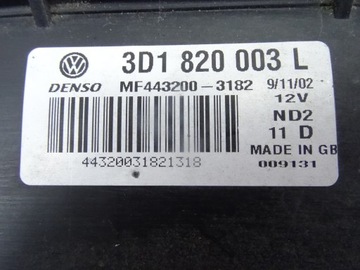 3D1 820 003 L
DENSO MF443200-3182 9/11/02
12V
ND2
11 D
MADE IN GB
44320031821318 009131